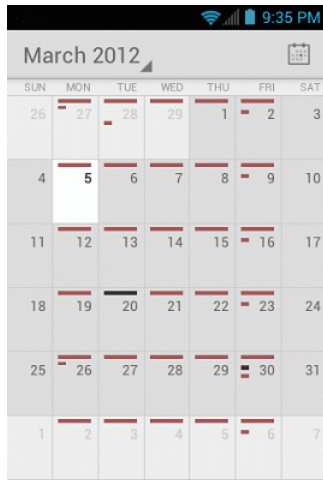 9:35 PM
March 2012
SUN MON TUE WED THU FRI SAT
26 27 28 29 1 2 3
4 5 6 7 8 9 10
11 12 13 14 15 16 17
18 19 20 21 22 23 24
25 26 27 28 29 30 31
1 2 3 4 5 6 7